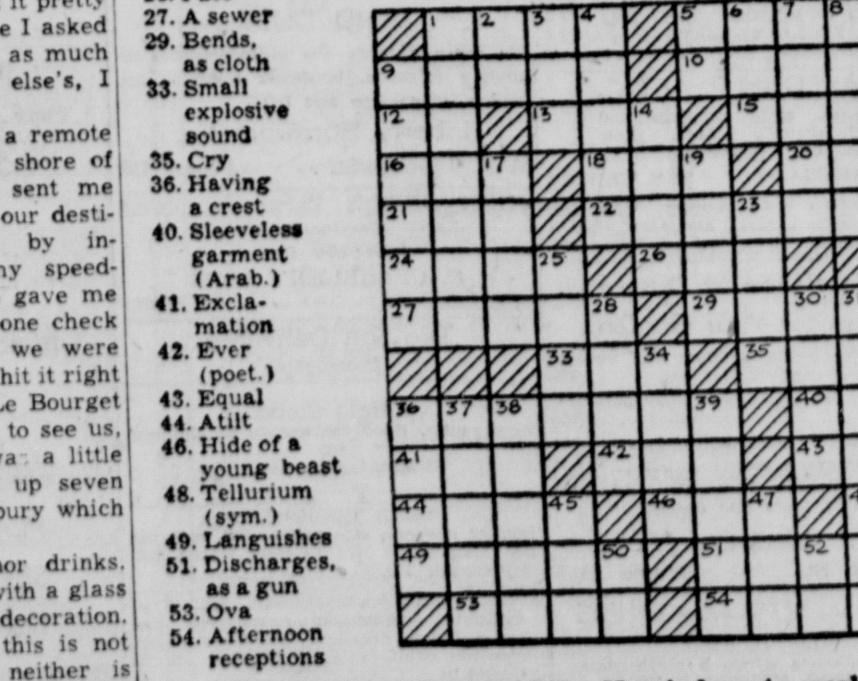 it pretty
e I asked
as much
else's, I
a remote
shore of
sent me
our desti-
by in-
ny speed-
gave me
one check
we were
hit it right
Le Bourget
to see us,
a little
up seven
bury which
nor drinks.
with a glass
decoration.
this is not
neither is
27. A sewer
29. Bends,
as cloth
33. Small
explosive
sound
35. Cry
36. Having
a crest
40. Sleeveless
garment
(Arab.)
41. Excla-
mation
42. Ever
(poet.)
43. Equal
44. Atilt
46. Hide of a
young beast
48. Tellurium
(sym.)
49. Languishes
51. Discharges,
as a gun
53. Ova
54. Afternoon
receptions
1 2 3 4 5 6 7 8
9 10
12 13 14 15
16 17 18 19 20
21 22 23
24 25 26
27 28 29 30 3
33 34 35
36 37 38 39 40
41 42 43
44 45 46 47
49 50 51 52
53 54